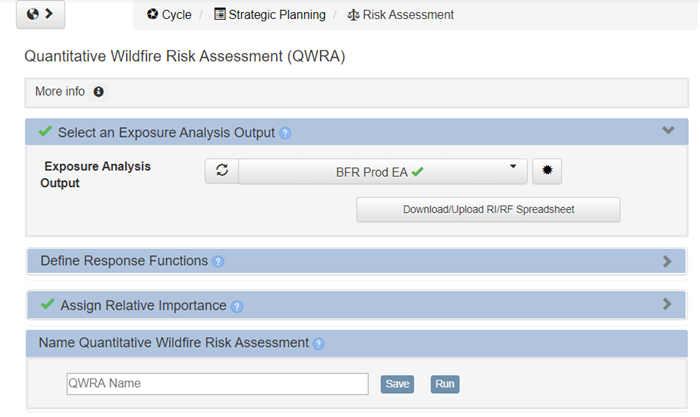 Cycle / Strategic Planning / Risk Assessment
Quantitative Wildfire Risk Assessment (QWRA)
More info
Select an Exposure Analysis Output ?
Exposure Analysis
Output
BFR Prod EA
Download/Upload RI/RF Spreadsheet
Define Response Functions ?
Assign Relative Importance ?
Name Quantitative Wildfire Risk Assessment ?
QWRA Name Save Run